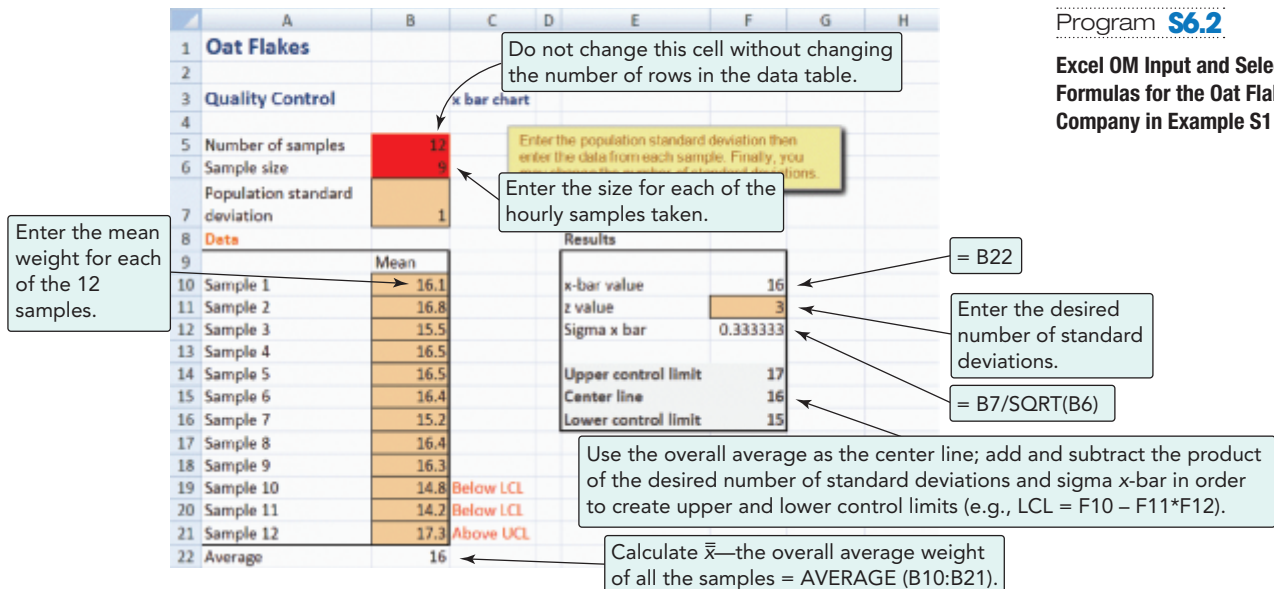 A B C D E F G H
1 Oat Flakes
2
3 Quality Control x bar chart
4
5 Number of samples 12
6 Sample size 9
Population standard
7 deviation 1
8 Data Results
9 Mean
10 Sample 1 16.1 x-bar value 16
11 Sample 2 16.8 z value 3
12 Sample 3 15.5 Sigma x bar 0.333333
13 Sample 4 16.5
14 Sample 5 16.5 Upper control limit 17
15 Sample 6 16.4 Center line 16
16 Sample 7 15.2 Lower control limit 15
17 Sample 8 16.4
18 Sample 9 16.3
19 Sample 10 14.8 Below LCL
20 Sample 11 14.2 Below LCL
21 Sample 12 17.3 Above UCL
22 Average 16
Do not change this cell without changing
the number of rows in the data table.
Enter the population standard deviation then
enter the data from each sample. Finally, you
Enter the size for each of the
hourly samples taken.
Enter the mean
weight for each
of the 12
samples.
= B22
Enter the desired
number of standard
deviations.
= B7/SQRT(B6)
Use the overall average as the center line; add and subtract the product
of the desired number of standard deviations and sigma x-bar in order
to create upper and lower control limits (e.g., LCL = F10 – F11*F12).
Calculate x̿—the overall average weight
of all the samples = AVERAGE (B10:B21).
Program S6.2
Excel OM Input and Sele
Formulas for the Oat Fla
Company in Example S1